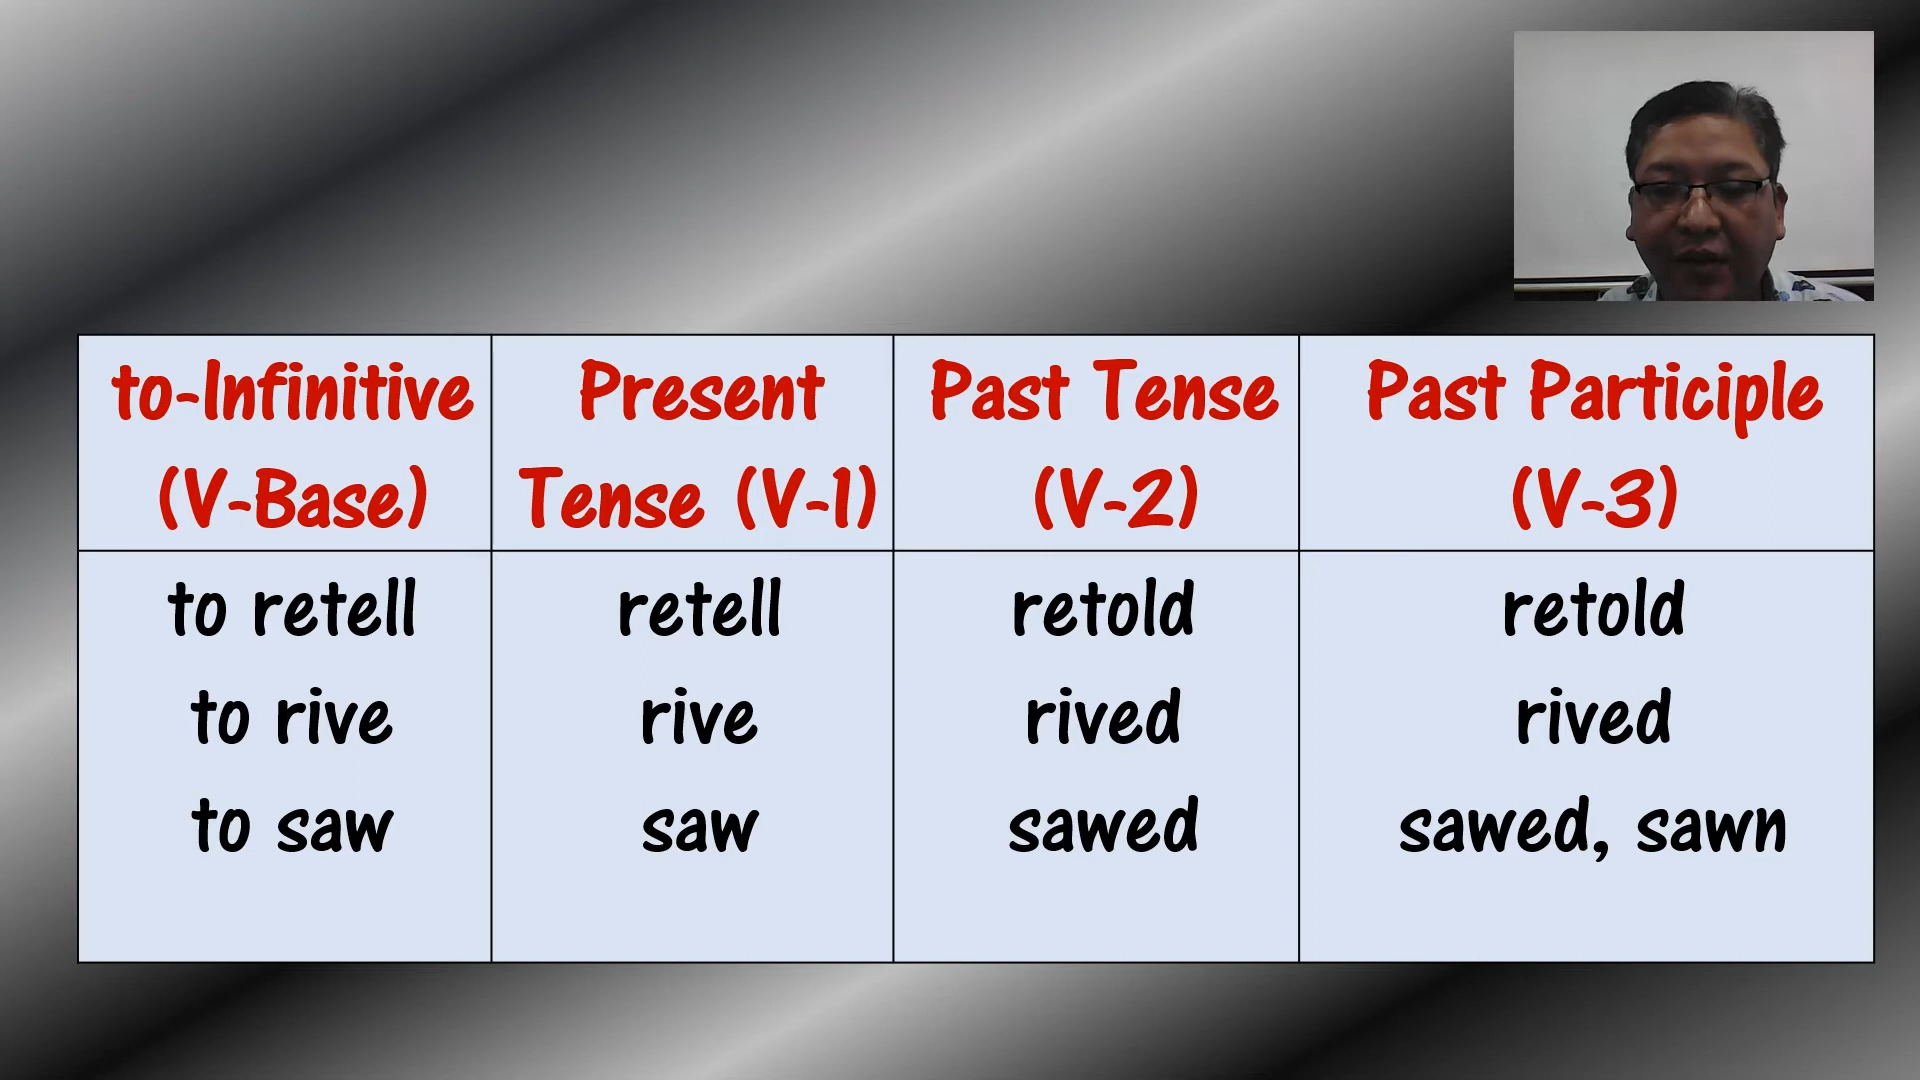 to-Infinitive (V-Base) Present Tense (V-1) Past Tense (V-2) Past Participle (V-3)
to retell retell retold retold
to rive rive rived rived
to saw saw sawed sawed, sawn